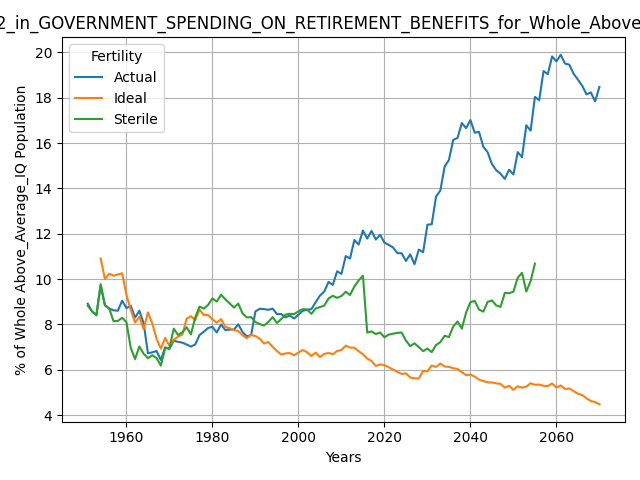 2_in_GOVERNMENT_SPENDING_ON_RETIREMENT_BENEFITS_for_Whole_Above
Fertility
Actual
Ideal
Sterile
% of Whole Above_Average_IQ Population
20
18
16
14
12
10
8
6
4
1960 1980 2000 2020 2040 2060
Years